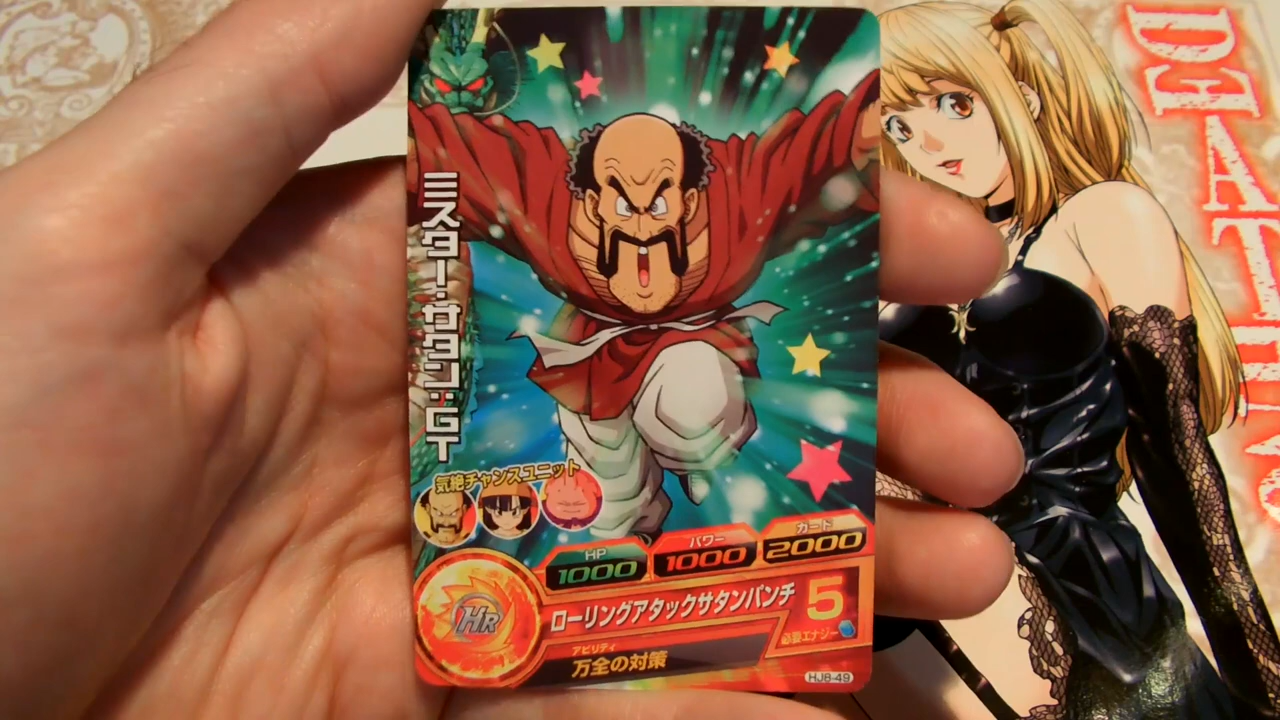 ミスター・サタン:GT
気絶チャンスユニット
HP
1000
パワー
1000
ガード
2000
HR
ローリングアタックサタンパンチ
5
必要エナジー
アビリティ
万全の対策
HJ8-49
DEATH